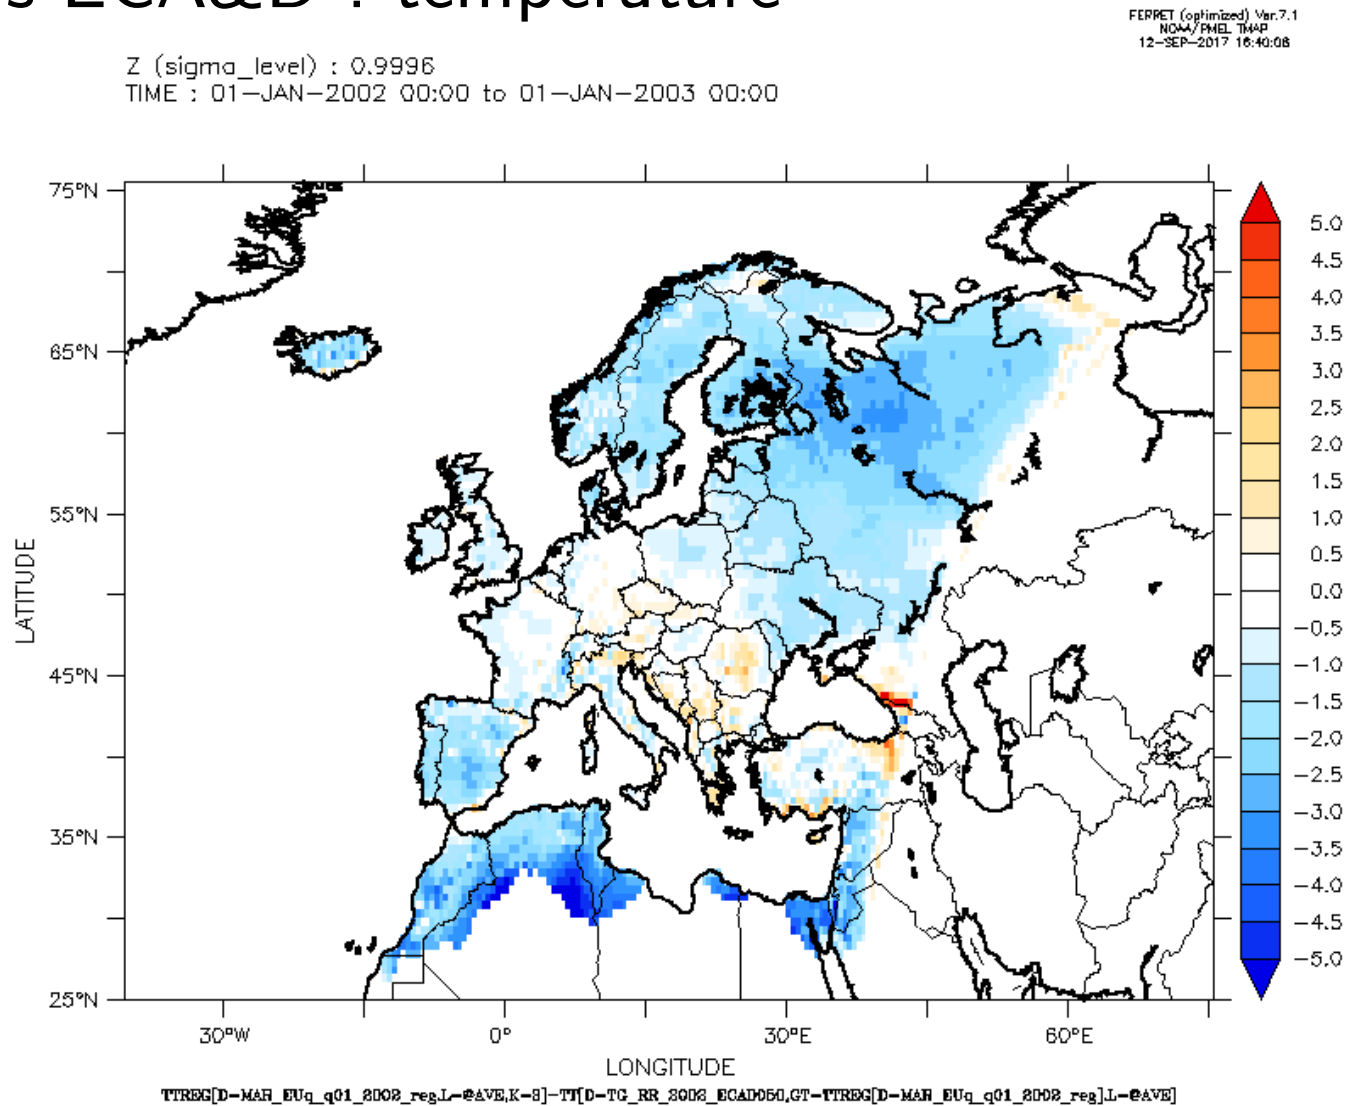 s ECA&D : temperature
FERRET (optimized) Ver.7.1
NOAA/PMEL TMAP
12-SEP-2017 16:40:06
Z (sigma_level) : 0.9996
TIME : 01-JAN-2002 00:00 to 01-JAN-2003 00:00
75°N
65°N
55°N
45°N
35°N
25°N
LATITUDE
30°W
0°
30°E
60°E
LONGITUDE
5.0
4.5
4.0
3.5
3.0
2.5
2.0
1.5
1.0
0.5
0.0
-0.5
-1.0
-1.5
-2.0
-2.5
-3.0
-3.5
-4.0
-4.5
-5.0